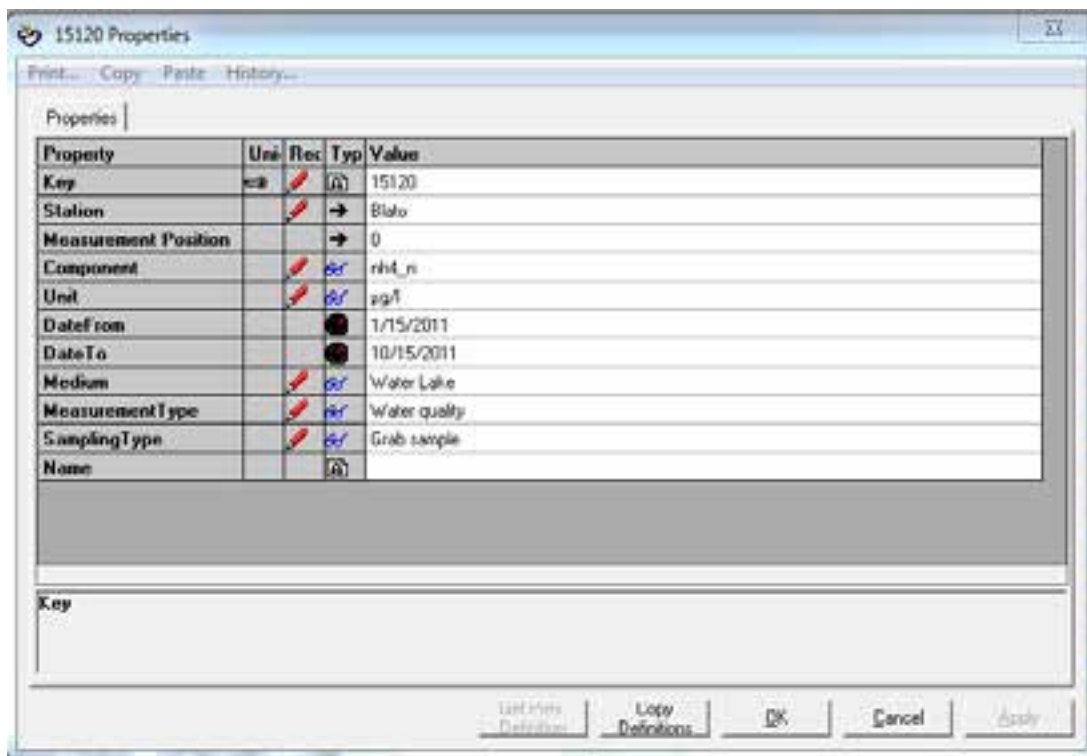 15120 Properties
Print... Copy Paste History...
Properties
Property Uni Rec Typ Value
Key 15120
Station Blato
Measurement Position 0
Component nh4_n
Unit µg/l
DateFrom 1/15/2011
DateTo 10/15/2011
Medium Water Lake
MeasurementType Water quality
SamplingType Grab sample
Name
Key
Definition Copy Definitions OK Cancel Apply